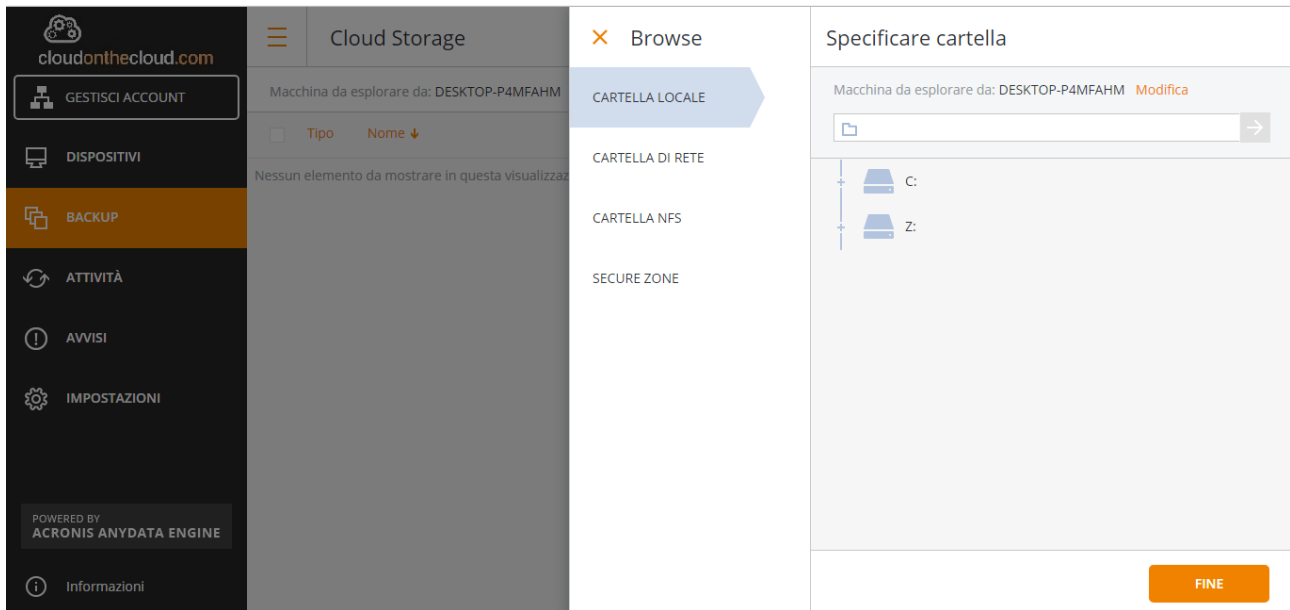 cloudonthecloud.com
GESTISCI ACCOUNT
DISPOSITIVI
BACKUP
ATTIVITÀ
AVVISI
IMPOSTAZIONI
POWERED BY
ACRONIS ANYDATA ENGINE
Informazioni
Cloud Storage
Macchina da esplorare da: DESKTOP-P4MFAHM
Tipo Nome
Nessun elemento da mostrare in questa visualizzaz
Browse
CARTELLA LOCALE
CARTELLA DI RETE
CARTELLA NFS
SECURE ZONE
Specificare cartella
Macchina da esplorare da: DESKTOP-P4MFAHM Modifica
C:
Z:
FINE